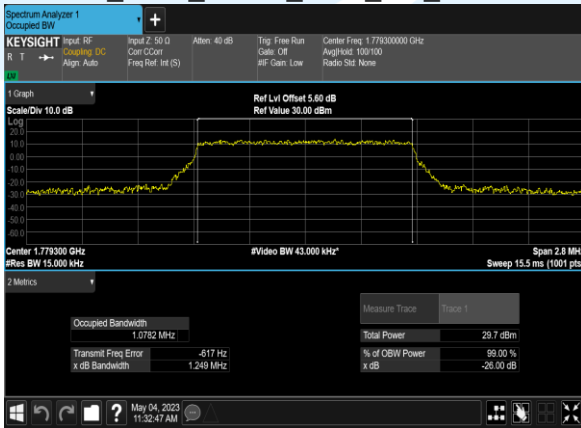 Spectrum Analyzer 1
Occupied BW
KEYSIGHT Input: RF Input Z: 50 Ω Atten: 40 dB Trig: Free Run Center Freq: 1.779300000 GHz
R T Coupling: DC Corr CCorr Gate: Off Avg|Hold: 100/100
Align: Auto Freq Ref: Int (S) #IF Gain: Low Radio Std: None
1 Graph
Ref Lvl Offset 5.60 dB
Scale/Div 10.0 dB Ref Value 30.00 dBm
Log
20.0
10.0
0.00
-10.0
-20.0
-30.0
-40.0
-50.0
-60.0
Center 1.779300 GHz #Video BW 43.000 kHz* Span 2.8 MHz
#Res BW 15.000 kHz Sweep 15.5 ms (1001 pts
2 Metrics
Measure Trace Trace 1
Occupied Bandwidth
1.0782 MHz Total Power 29.7 dBm
Transmit Freq Error -617 Hz % of OBW Power 99.00 %
x dB Bandwidth 1.249 MHz x dB -26.00 dB
May 04, 2023
11:32:47 AM